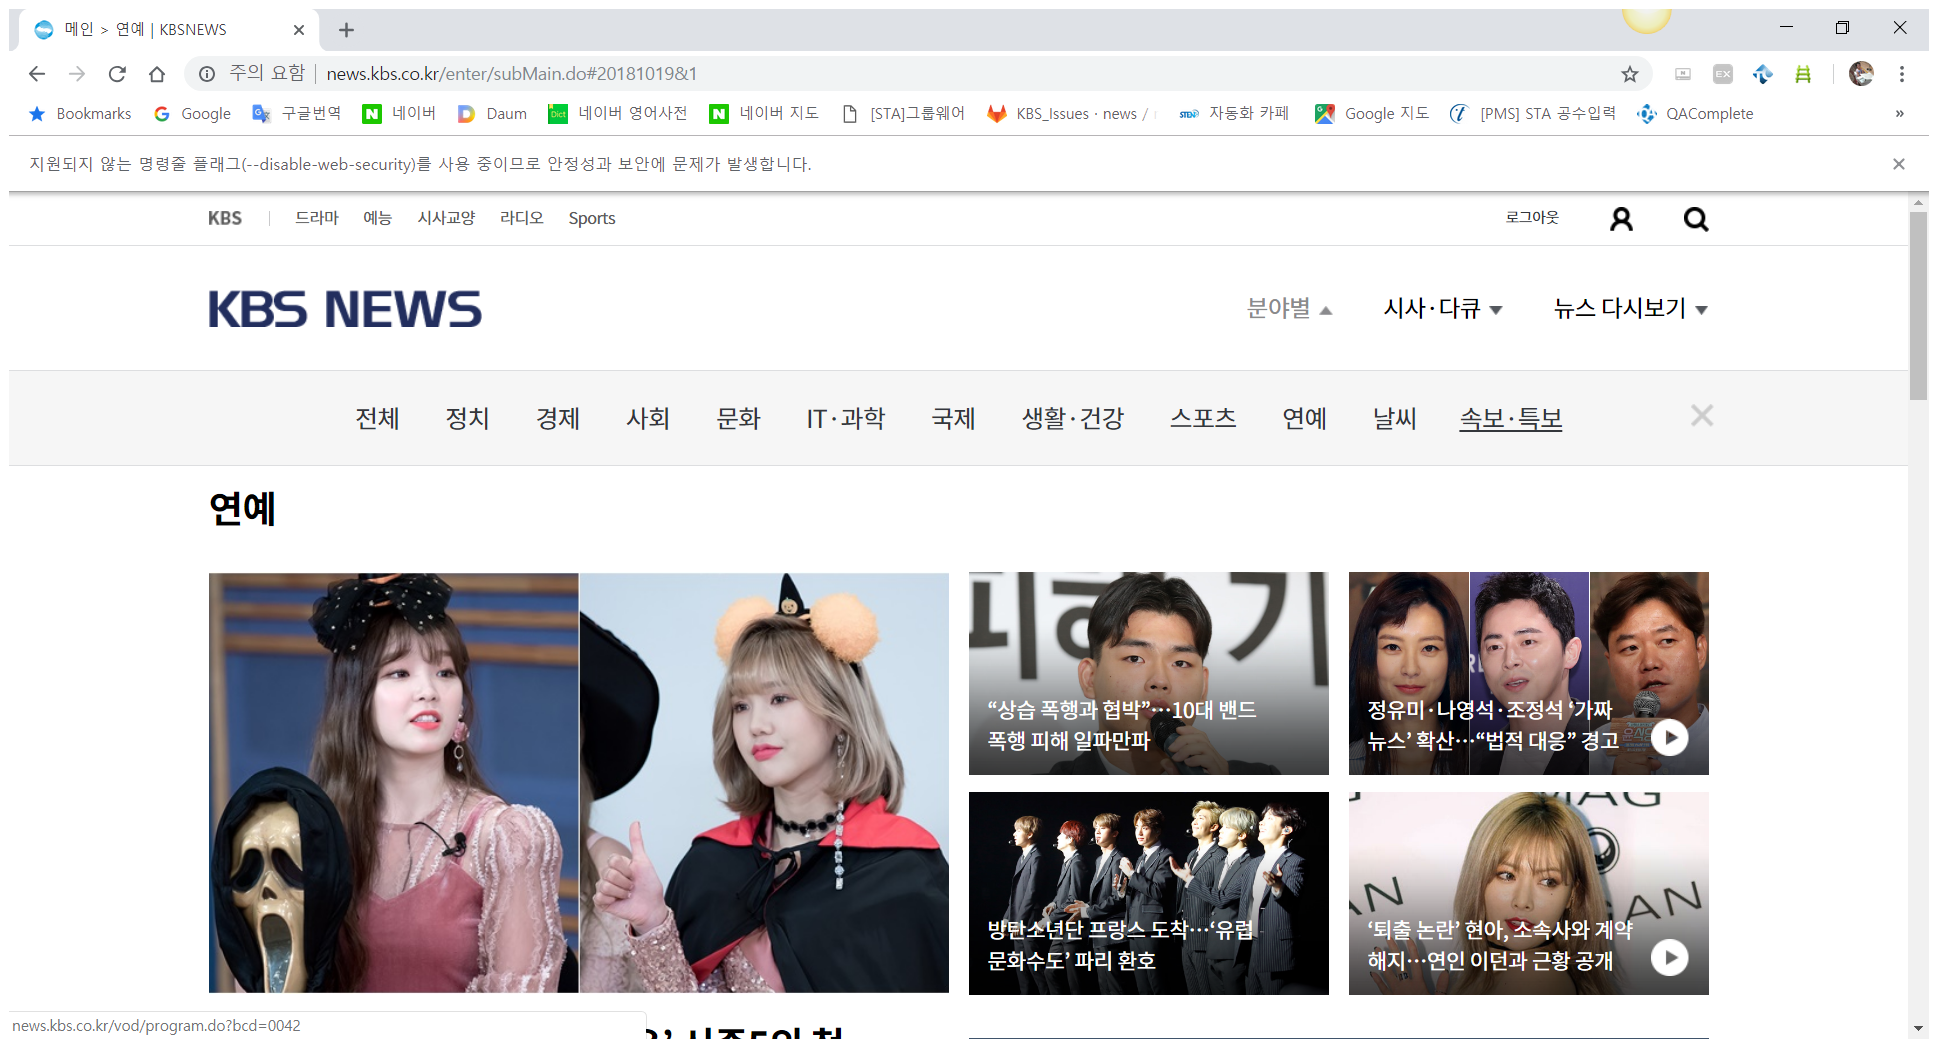 메인 > 연예 | KBSNEWS
주의 요함 | news.kbs.co.kr/enter/subMain.do#20181019&1
EX
Bookmarks Google 구글번역 네이버 Daum 네이버 영어사전 네이버 지도 [STA]그룹웨어 KBS_Issues · news / 자동화 카페 Google 지도 [PMS] STA 공수입력 QAComplete »
지원되지 않는 명령줄 플래그(--disable-web-security)를 사용 중이므로 안정성과 보안에 문제가 발생합니다.
KBS 드라마 예능 시사교양 라디오 Sports 로그아웃
KBS NEWS 분야별 시사·다큐 뉴스 다시보기
전체 정치 경제 사회 문화 IT·과학 국제 생활·건강 스포츠 연예 날씨 속보·특보
연예
피해 기
“상습 폭행과 협박”…10대 밴드
폭행 피해 일파만파
정유미·나영석·조정석 ‘가짜
뉴스’ 확산…“법적 대응” 경고
방탄소년단 프랑스 도착…‘유럽
문화수도’ 파리 환호
‘퇴출 논란’ 현아, 소속사와 계약
해지…연인 이던과 근황 공개
news.kbs.co.kr/vod/program.do?bcd=0042